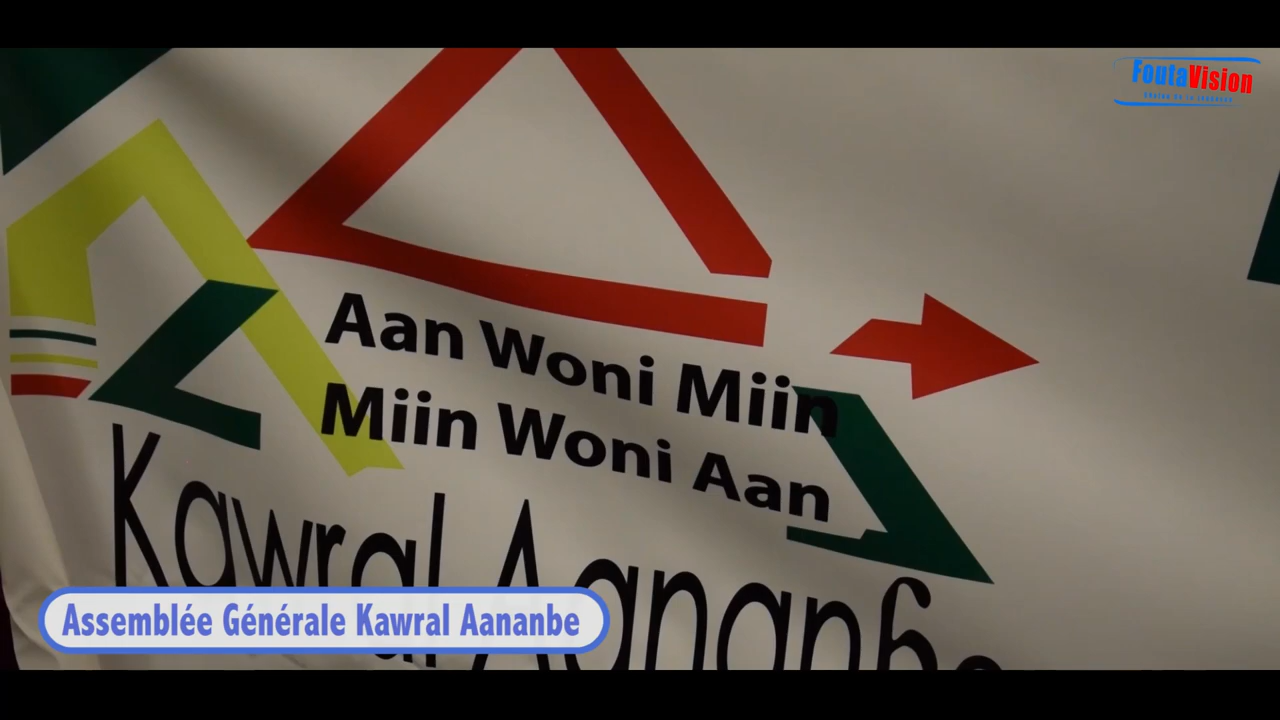 FoutaVision
Aan Woni Miin
Miin Woni Aan
Kawral Aananɓe
Assemblée Générale Kawral Aananbe